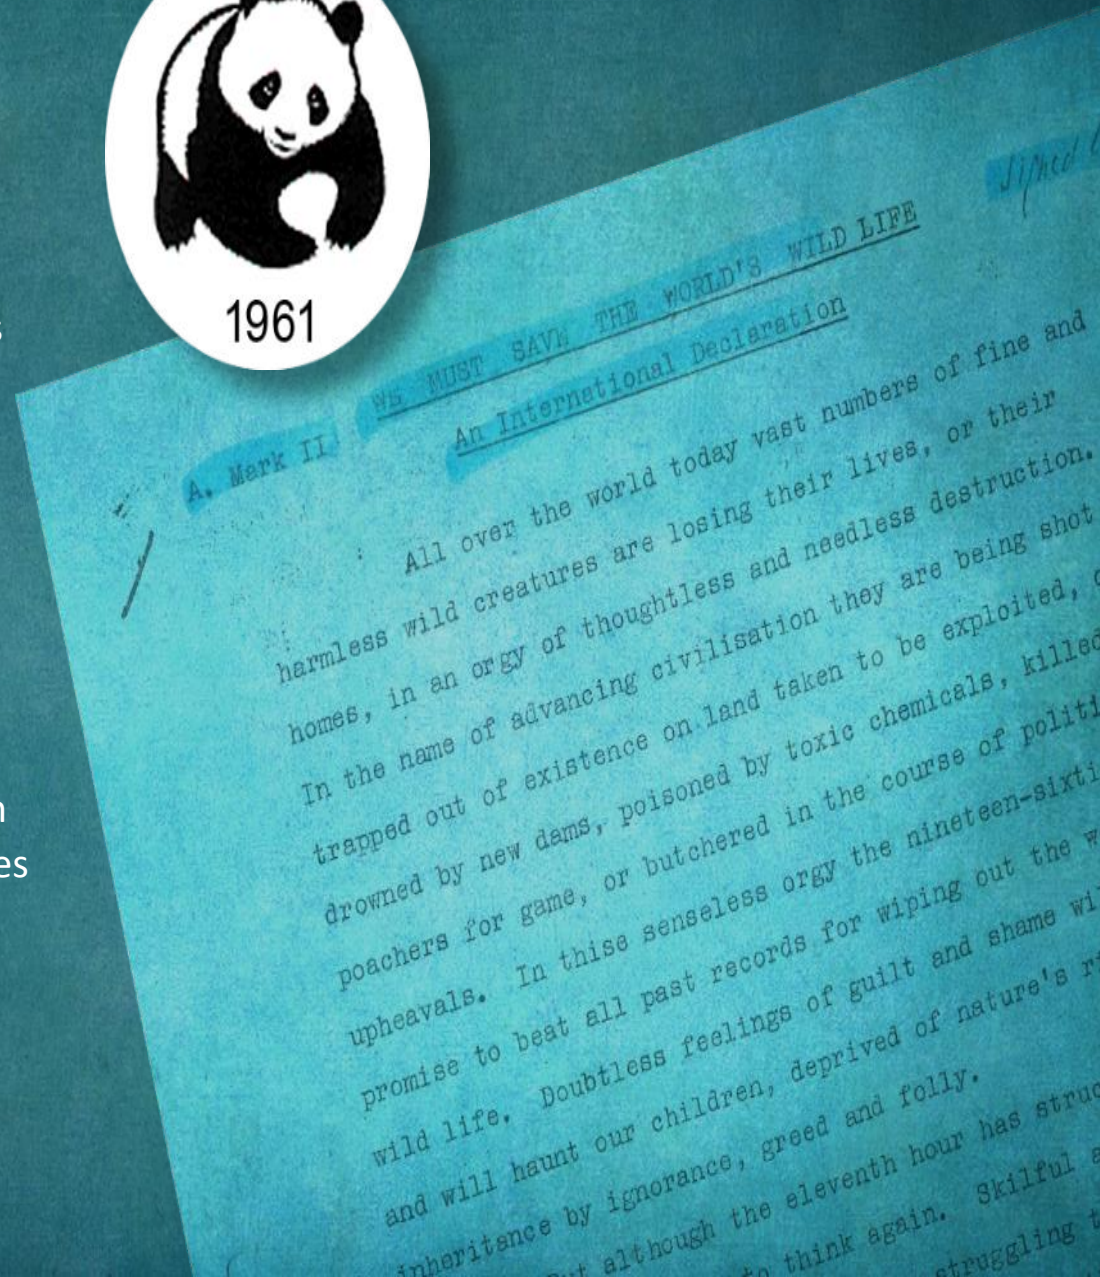 1961
s
n
es
Signed
WE MUST SAVE THE WORLD'S WILD LIFE
An International Declaration
A. Mark II
All over the world today vast numbers of fine and
harmless wild creatures are losing their lives, or their
homes, in an orgy of thoughtless and needless destruction.
In the name of advancing civilisation they are being shot
trapped out of existence on land taken to be exploited,
drowned by new dams, poisoned by toxic chemicals, killed
poachers for game, or butchered in the course of politi
upheavals. In thise senseless orgy the nineteen-sixti
promise to beat all past records for wiping out the w
wild life. Doubtless feelings of guilt and shame wi
and will haunt our children, deprived of nature's ri
inheritance by ignorance, greed and folly.
although the eleventh hour has struc
think again. Skilful a
struggling t